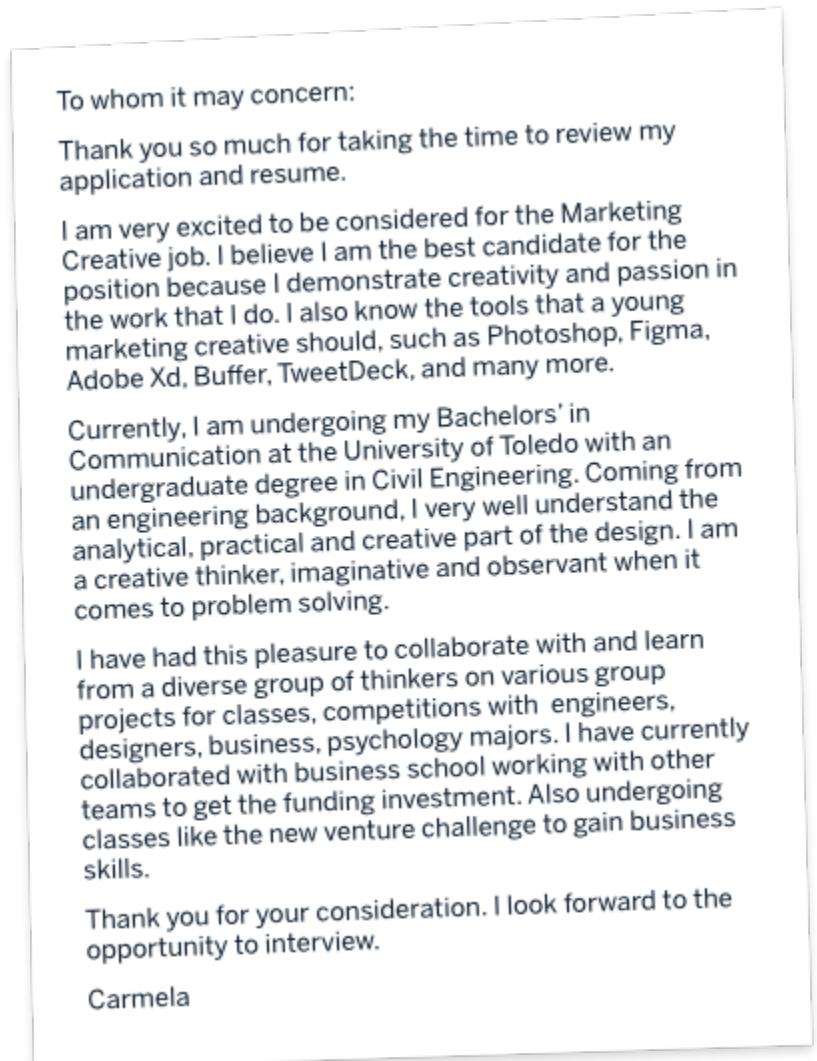 To whom it may concern:
Thank you so much for taking the time to review my
application and resume.
I am very excited to be considered for the Marketing
Creative job. I believe I am the best candidate for the
position because I demonstrate creativity and passion in
the work that I do. I also know the tools that a young
marketing creative should, such as Photoshop, Figma,
Adobe Xd, Buffer, TweetDeck, and many more.
Currently, I am undergoing my Bachelors' in
Communication at the University of Toledo with an
undergraduate degree in Civil Engineering. Coming from
an engineering background, I very well understand the
analytical, practical and creative part of the design. I am
a creative thinker, imaginative and observant when it
comes to problem solving.
I have had this pleasure to collaborate with and learn
from a diverse group of thinkers on various group
projects for classes, competitions with  engineers,
designers, business, psychology majors. I have currently
collaborated with business school working with other
teams to get the funding investment. Also undergoing
classes like the new venture challenge to gain business
skills.
Thank you for your consideration. I look forward to the
opportunity to interview.
Carmela